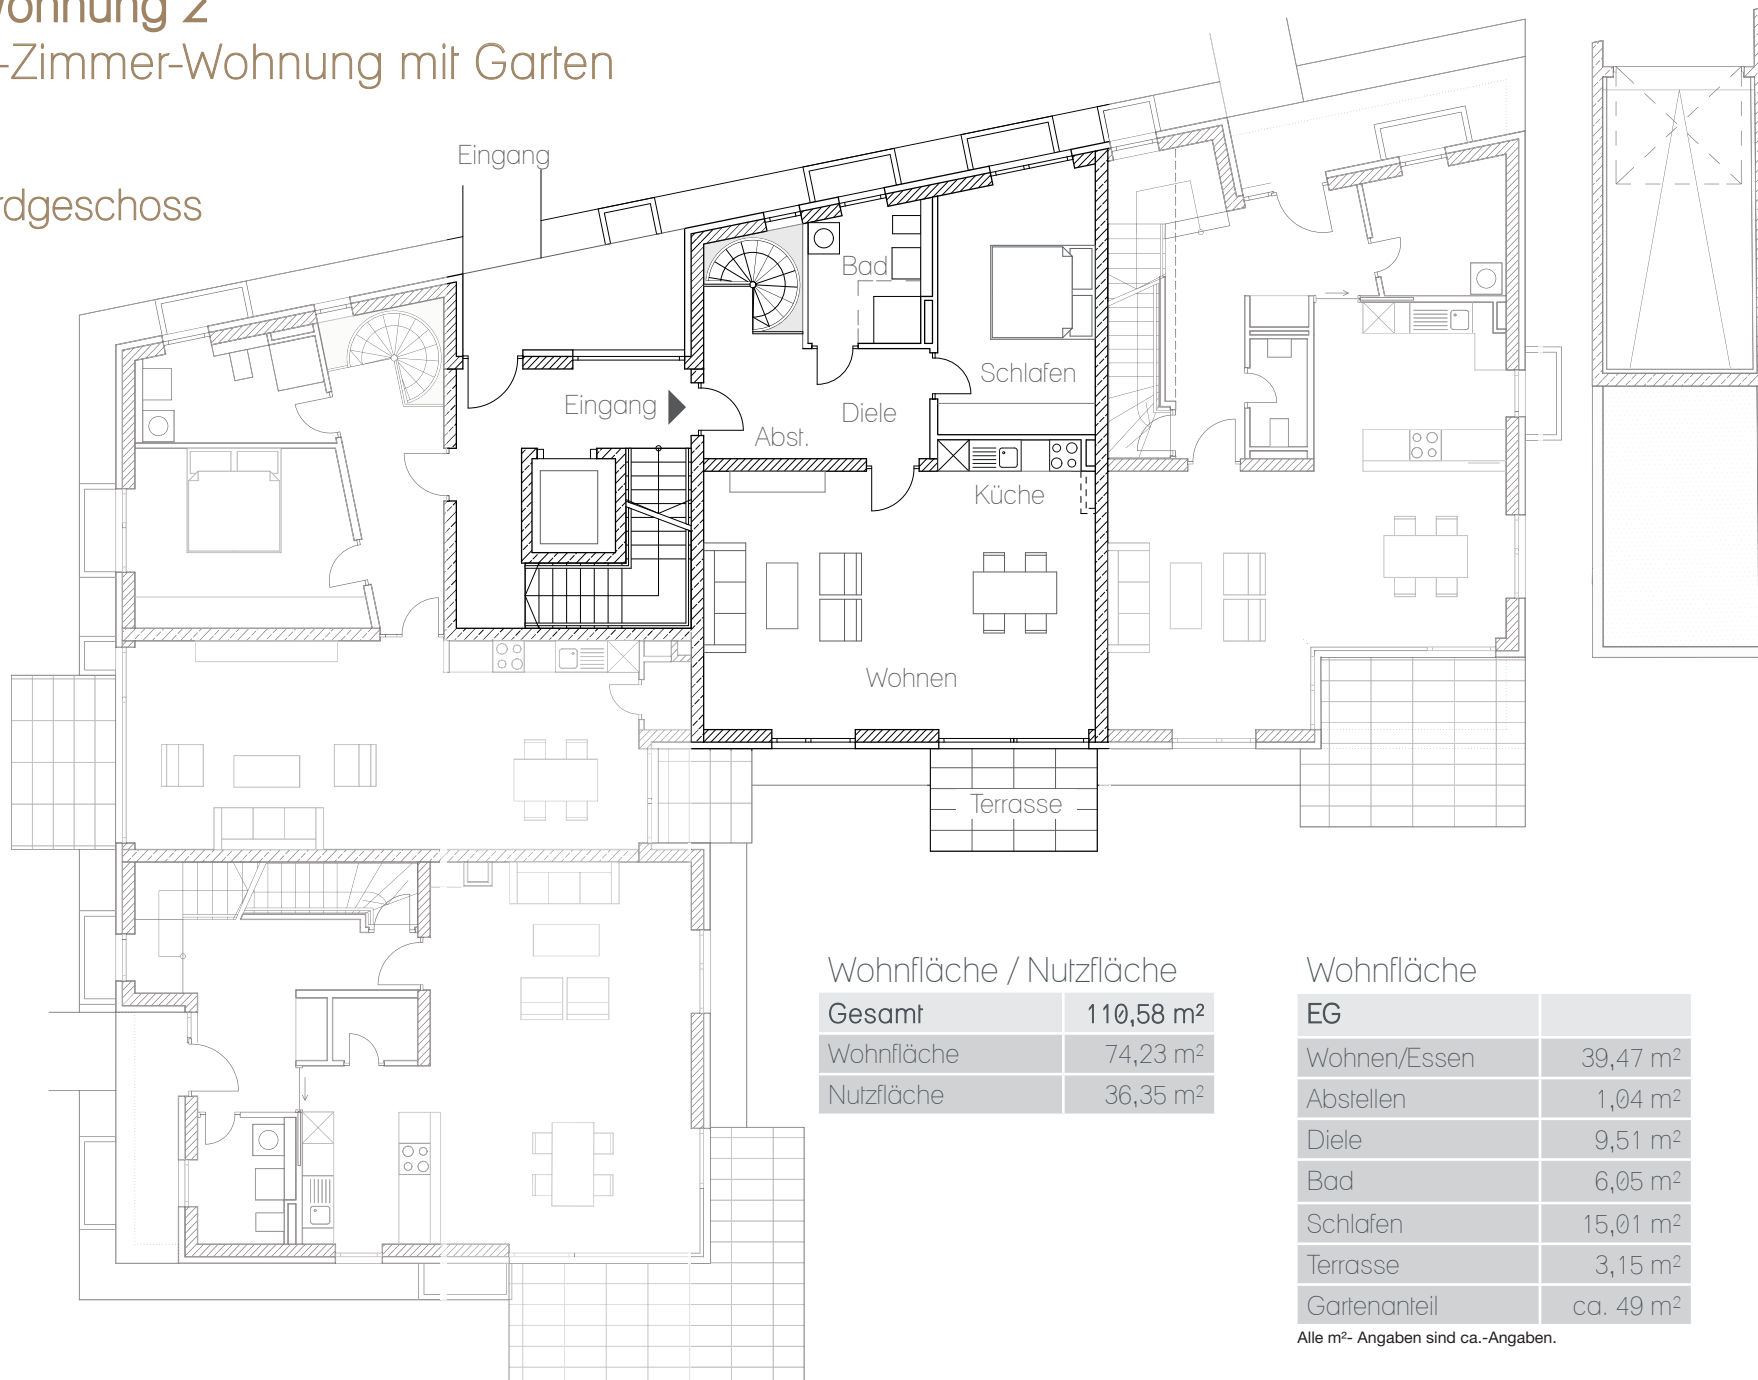 Wohnung 2
-Zimmer-Wohnung mit Garten
rdgeschoss
Eingang
Bad
Schlafen
Eingang
Diele
Abst.
Küche
Wohnen
Terrasse
Wohnfläche / Nutzfläche
Gesamt 110,58 m²
Wohnfläche 74,23 m²
Nutzfläche 36,35 m²
Wohnfläche
EG
Wohnen/Essen 39,47 m²
Abstellen 1,04 m²
Diele 9,51 m²
Bad 6,05 m²
Schlafen 15,01 m²
Terrasse 3,15 m²
Gartenanteil ca. 49 m²
Alle m²- Angaben sind ca.-Angaben.